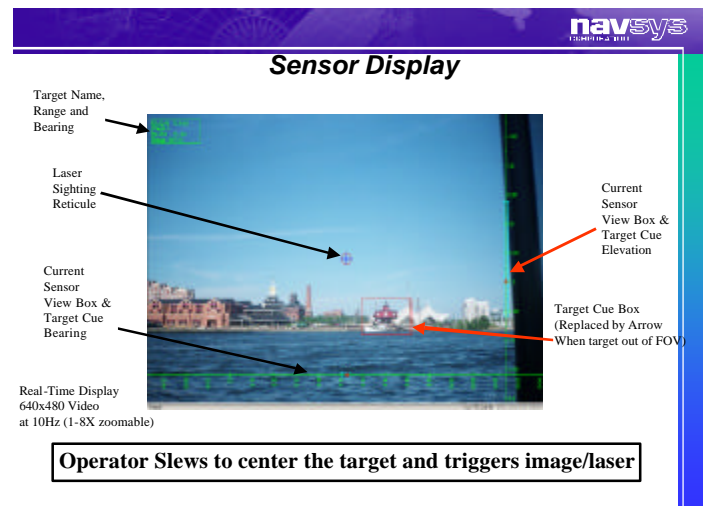 navsys
Sensor Display
Target Name,
Range and
Bearing
Laser
Sighting
Reticule
Current
Sensor
View Box &
Target Cue
Bearing
Real-Time Display
640x480 Video
at 10Hz (1-8X zoomable)
Current
Sensor
View Box &
Target Cue
Elevation
Target Cue Box
(Replaced by Arrow
When target out of FOV)
Operator Slews to center the target and triggers image/laser